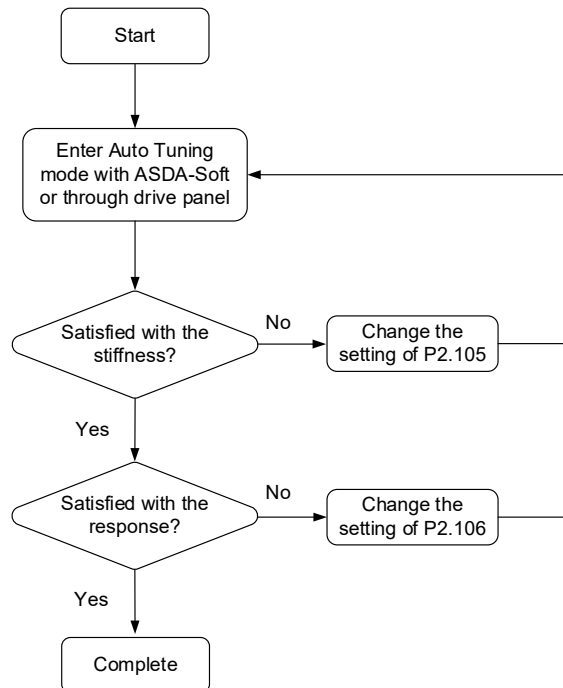 Start
Enter Auto Tuning
mode with ASDA-Soft
or through drive panel
Satisfied with the
stiffness?
No
Change the
setting of P2.105
Yes
Satisfied with the
response?
No
Change the
setting of P2.106
Yes
Complete